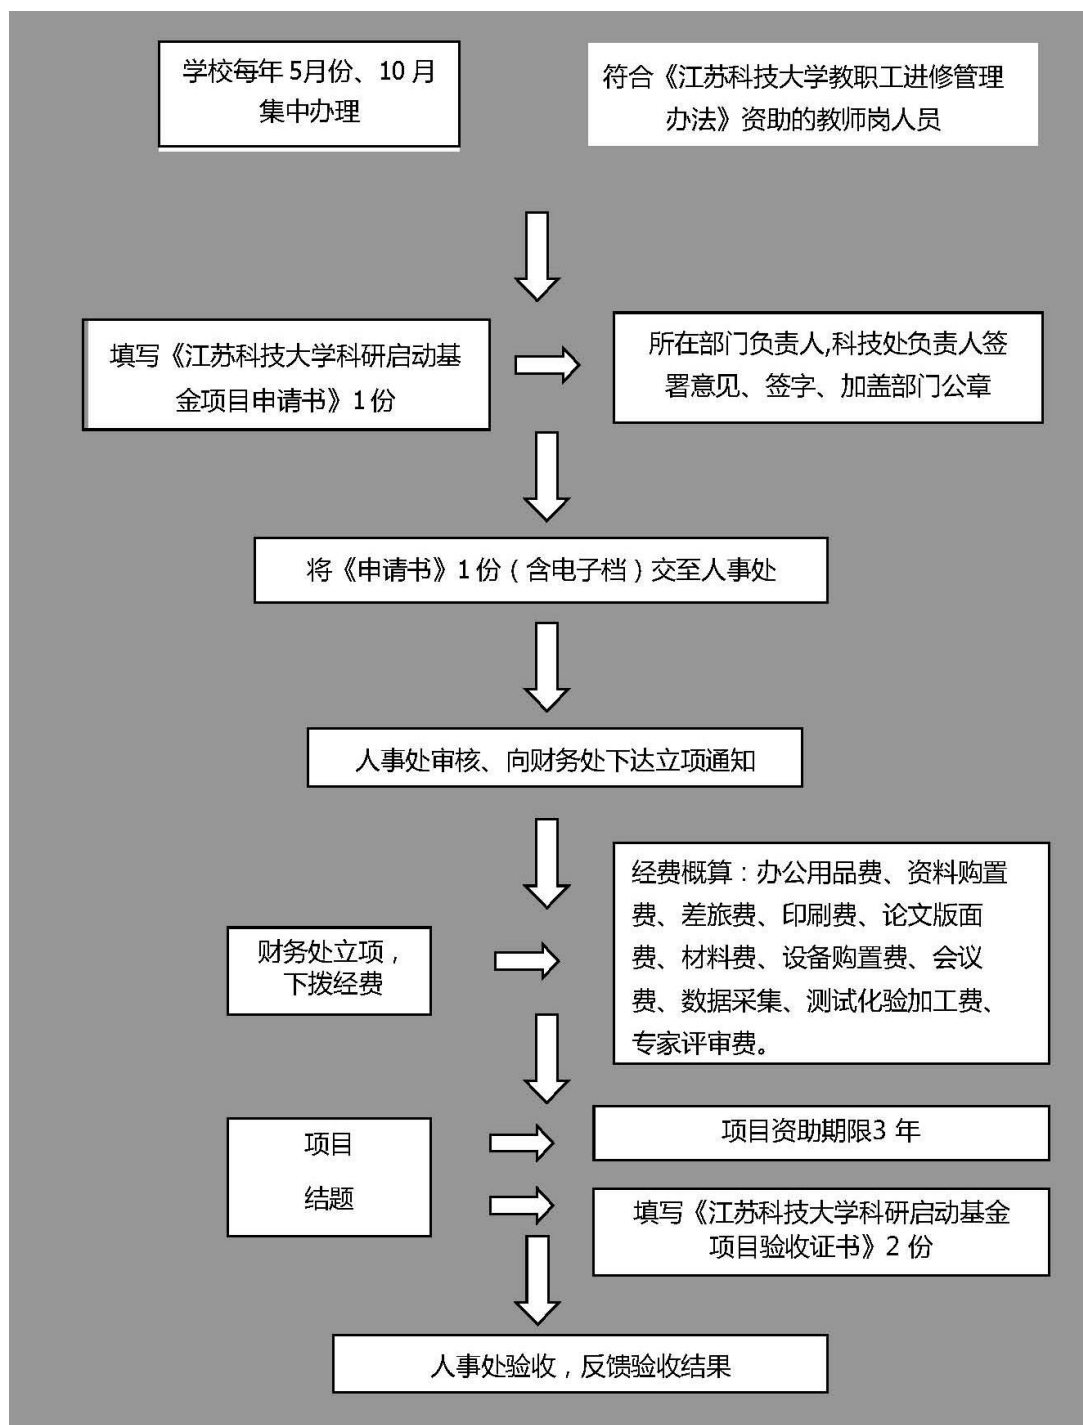 学校每年 5月份、10 月
集中办理
符合《江苏科技大学教职工进修管理
办法》资助的教师岗人员
填写《江苏科技大学科研启动基
金项目申请书》1 份
所在部门负责人,科技处负责人签
署意见、签字、加盖部门公章
将《申请书》1 份（含电子档）交至人事处
人事处审核、向财务处下达立项通知
财务处立项，
下拨经费
经费概算：办公用品费、资料购置
费、差旅费、印刷费、论文版面
费、材料费、设备购置费、会议
费、数据采集、测试化验加工费、
专家评审费。
项目
结题
项目资助期限3 年
填写《江苏科技大学科研启动基金
项目验收证书》2 份
人事处验收，反馈验收结果